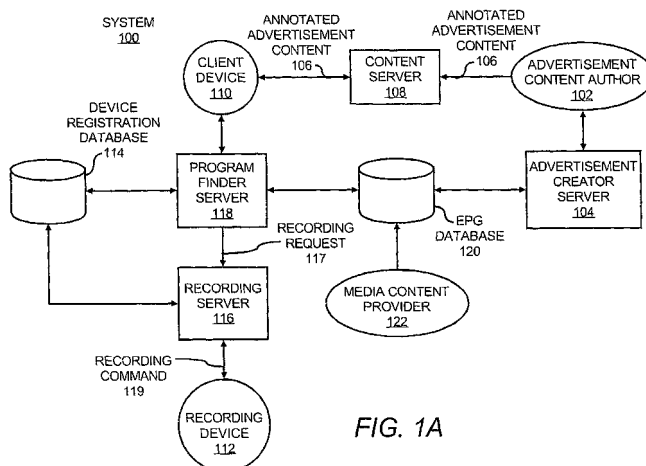 SYSTEM
100
ANNOTATED
ADVERTISEMENT
CONTENT
106
ANNOTATED
ADVERTISEMENT
CONTENT
106
CLIENT
DEVICE
110
CONTENT
SERVER
108
ADVERTISEMENT
CONTENT AUTHOR
102
DEVICE
REGISTRATION
DATABASE
114
PROGRAM
FINDER
SERVER
118
ADVERTISEMENT
CREATOR
SERVER
104
RECORDING
REQUEST
117
EPG
DATABASE
120
RECORDING
SERVER
116
MEDIA CONTENT
PROVIDER
122
RECORDING
COMMAND
119
RECORDING
DEVICE
112
FIG. 1A